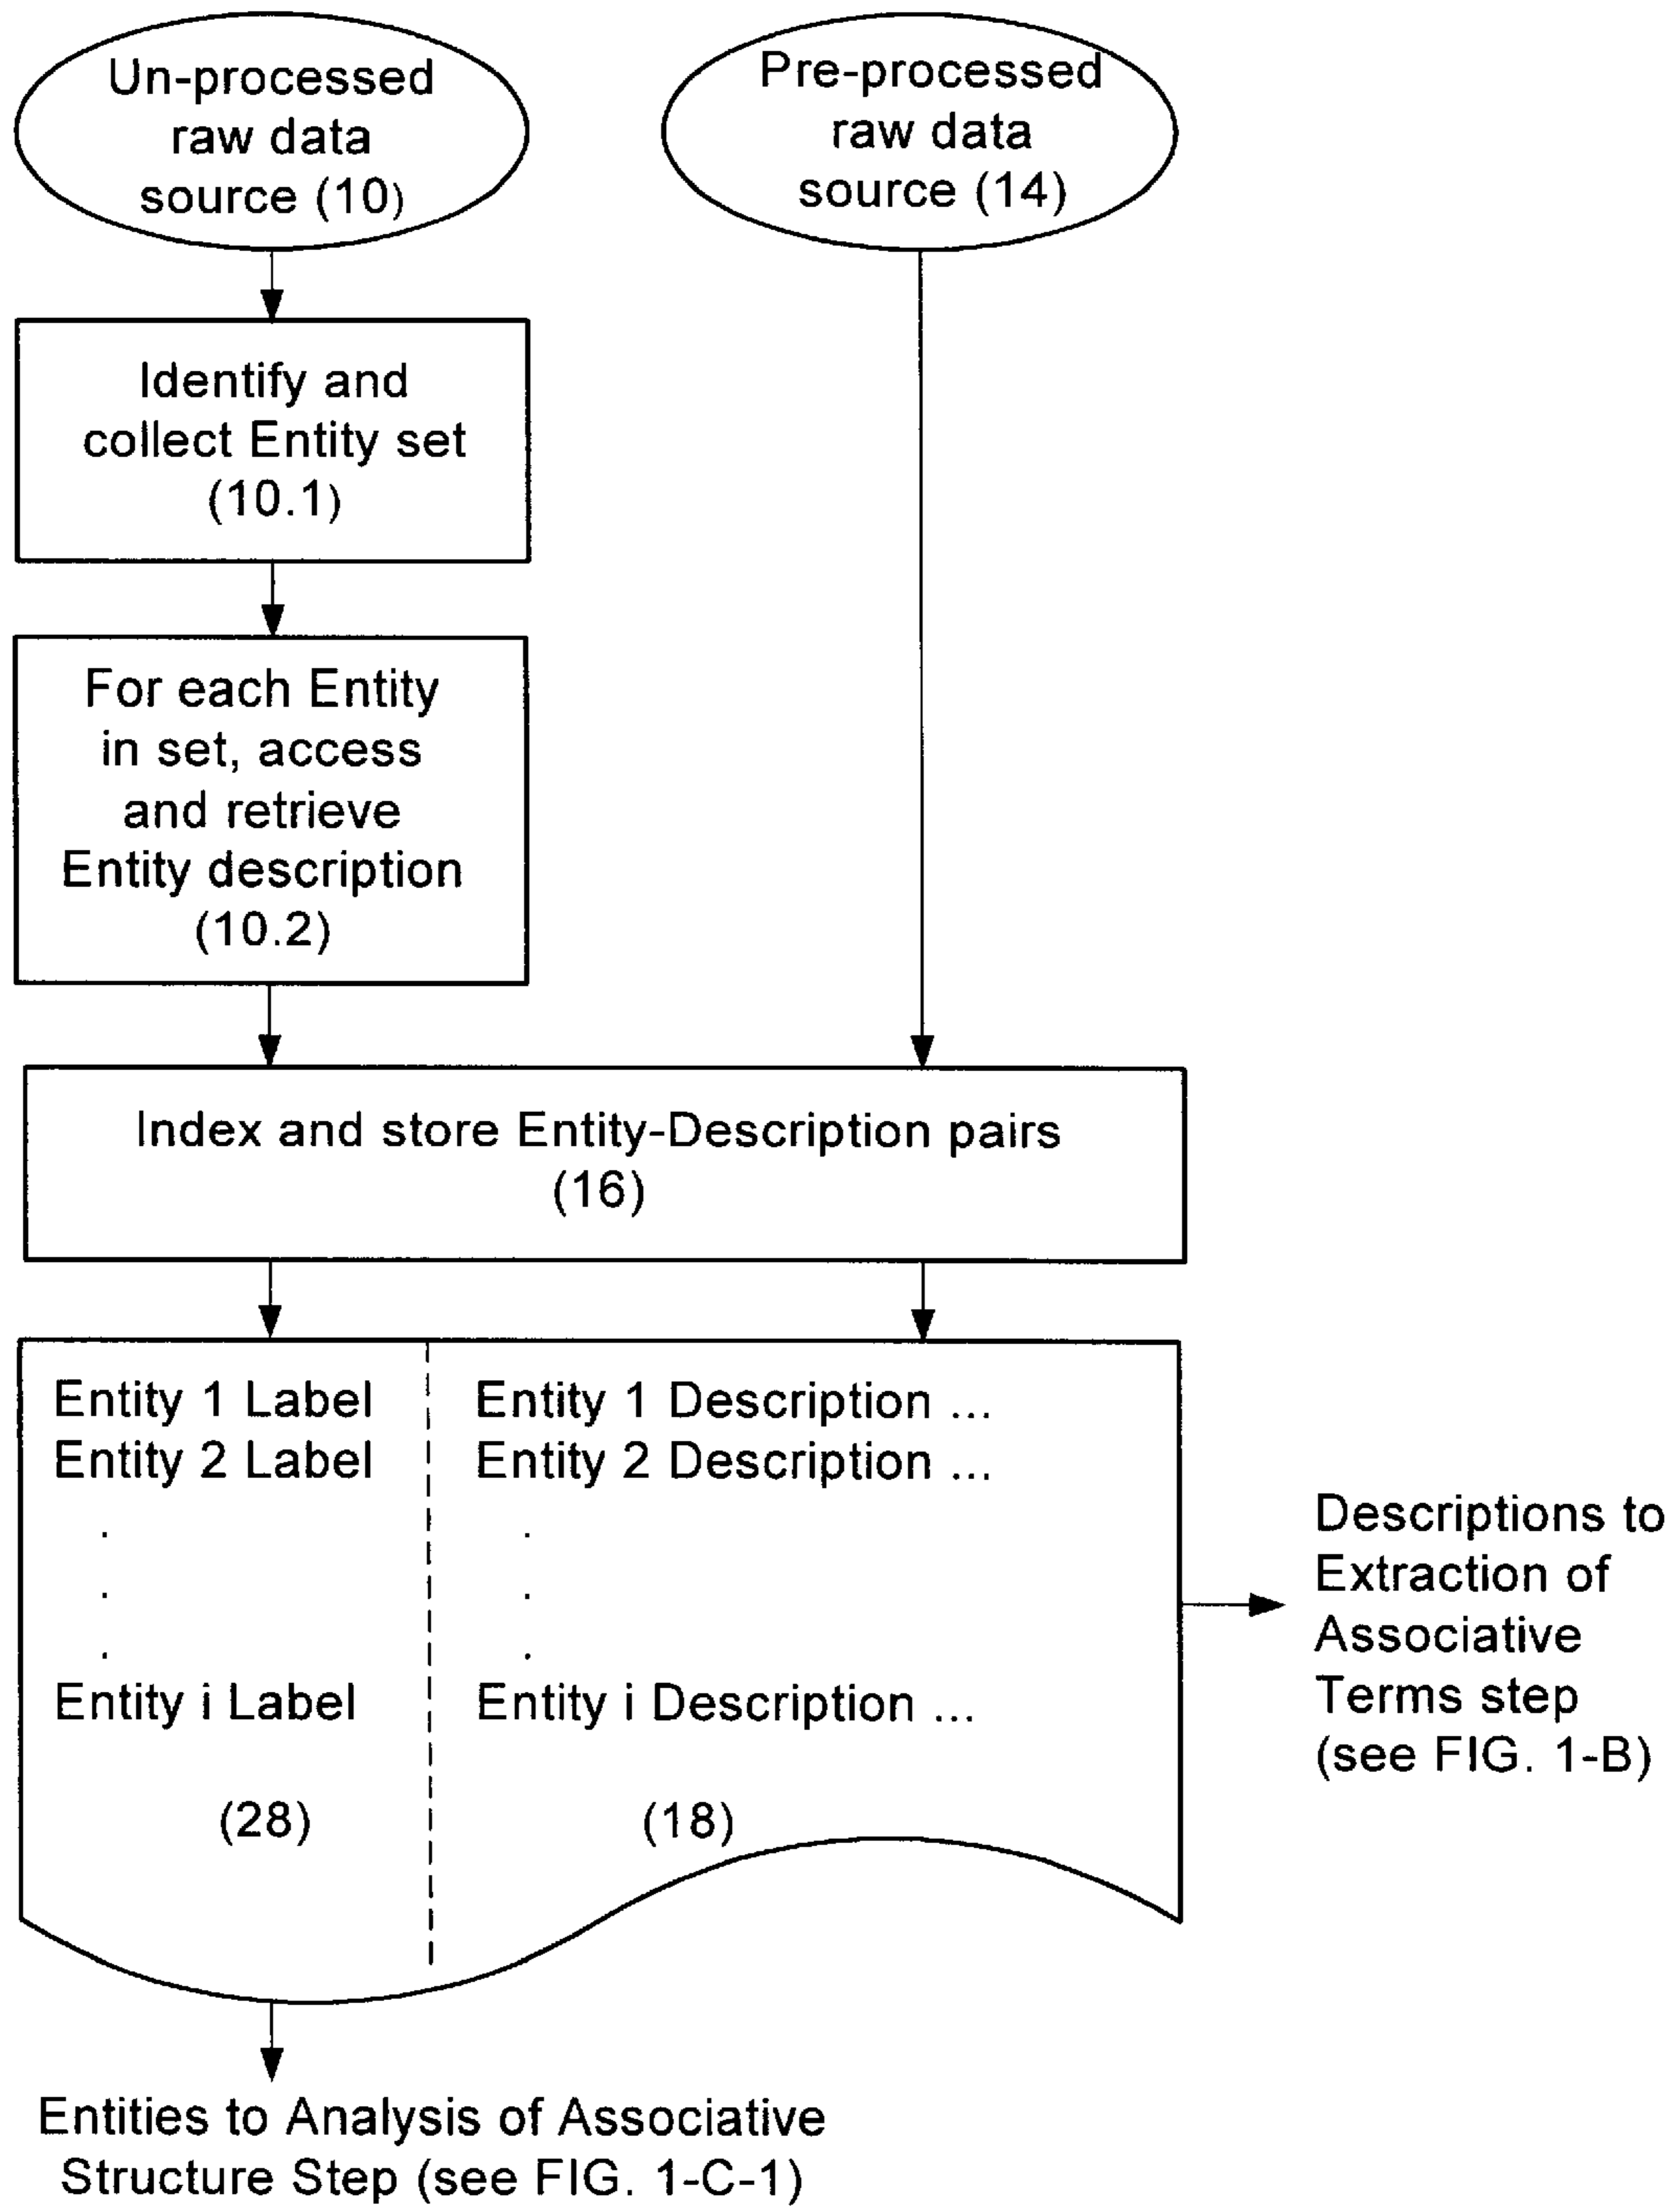 Un-processed
raw data
source (10)
Pre-processed
raw data
source (14)
Identify and
collect Entity set
(10.1)
For each Entity
in set, access
and retrieve
Entity description
(10.2)
Index and store Entity-Description pairs
(16)
Entity 1 Label
Entity 2 Label
.
.
.
Entity i Label
(28)
Entity 1 Description ...
Entity 2 Description ...
.
.
.
Entity i Description ...
(18)
Descriptions to
Extraction of
Associative
Terms step
(see FIG. 1-B)
Entities to Analysis of Associative
Structure Step (see FIG. 1-C-1)